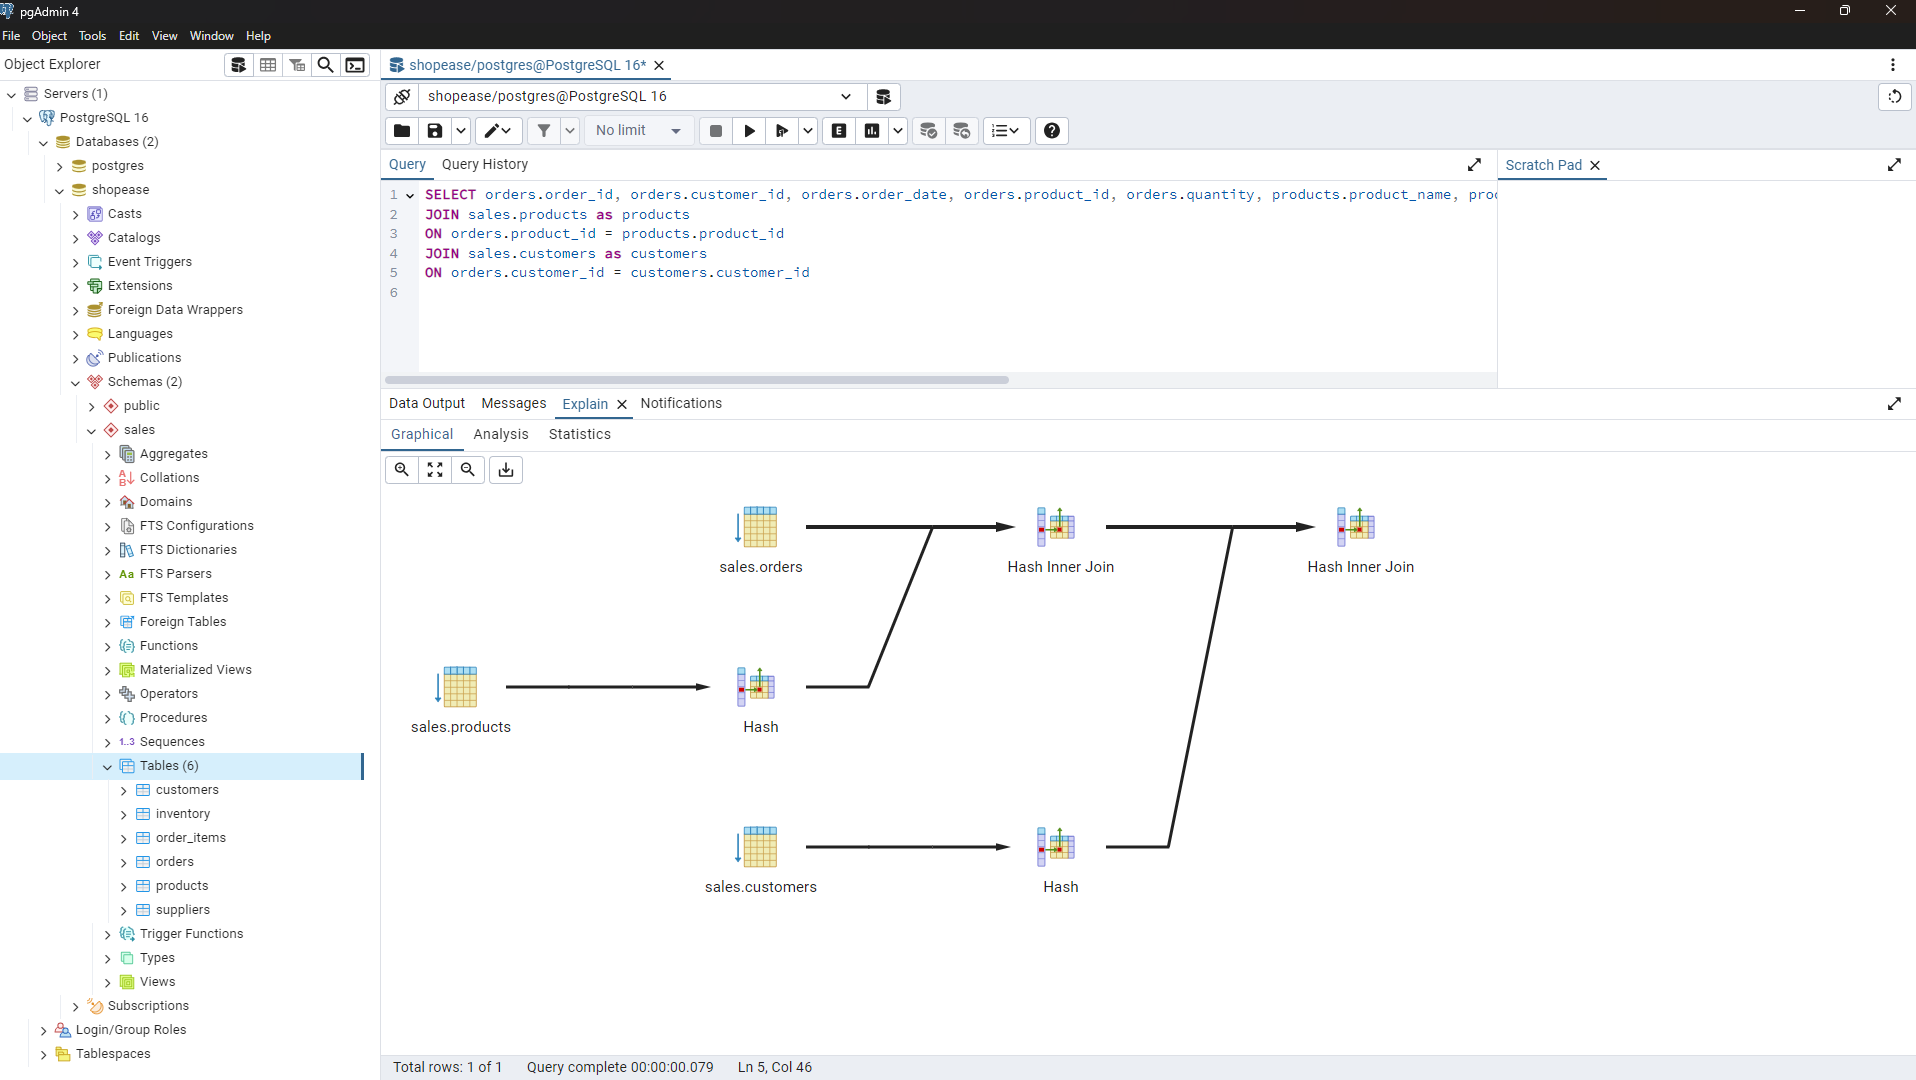 pgAdmin 4
File Object Tools Edit View Window Help
Object Explorer
Servers (1)
PostgreSQL 16
Databases (2)
postgres
shopease
Casts
Catalogs
Event Triggers
Extensions
Foreign Data Wrappers
Languages
Publications
Schemas (2)
public
sales
Aggregates
Collations
Domains
FTS Configurations
FTS Dictionaries
Aa FTS Parsers
FTS Templates
Foreign Tables
Functions
Materialized Views
Operators
Procedures
1..3 Sequences
Tables (6)
customers
inventory
order_items
orders
products
suppliers
Trigger Functions
Types
Views
Subscriptions
Login/Group Roles
Tablespaces
shopease/postgres@PostgreSQL 16*
shopease/postgres@PostgreSQL 16
No limit
E
Query Query History
Scratch Pad
1 SELECT orders.order_id, orders.customer_id, orders.order_date, orders.product_id, orders.quantity, products.product_name, prod
2 JOIN sales.products as products
3 ON orders.product_id = products.product_id
4 JOIN sales.customers as customers
5 ON orders.customer_id = customers.customer_id
6
Data Output Messages Explain Notifications
Graphical Analysis Statistics
sales.orders
Hash Inner Join
Hash Inner Join
sales.products
Hash
sales.customers
Hash
Total rows: 1 of 1 Query complete 00:00:00.079 Ln 5, Col 46